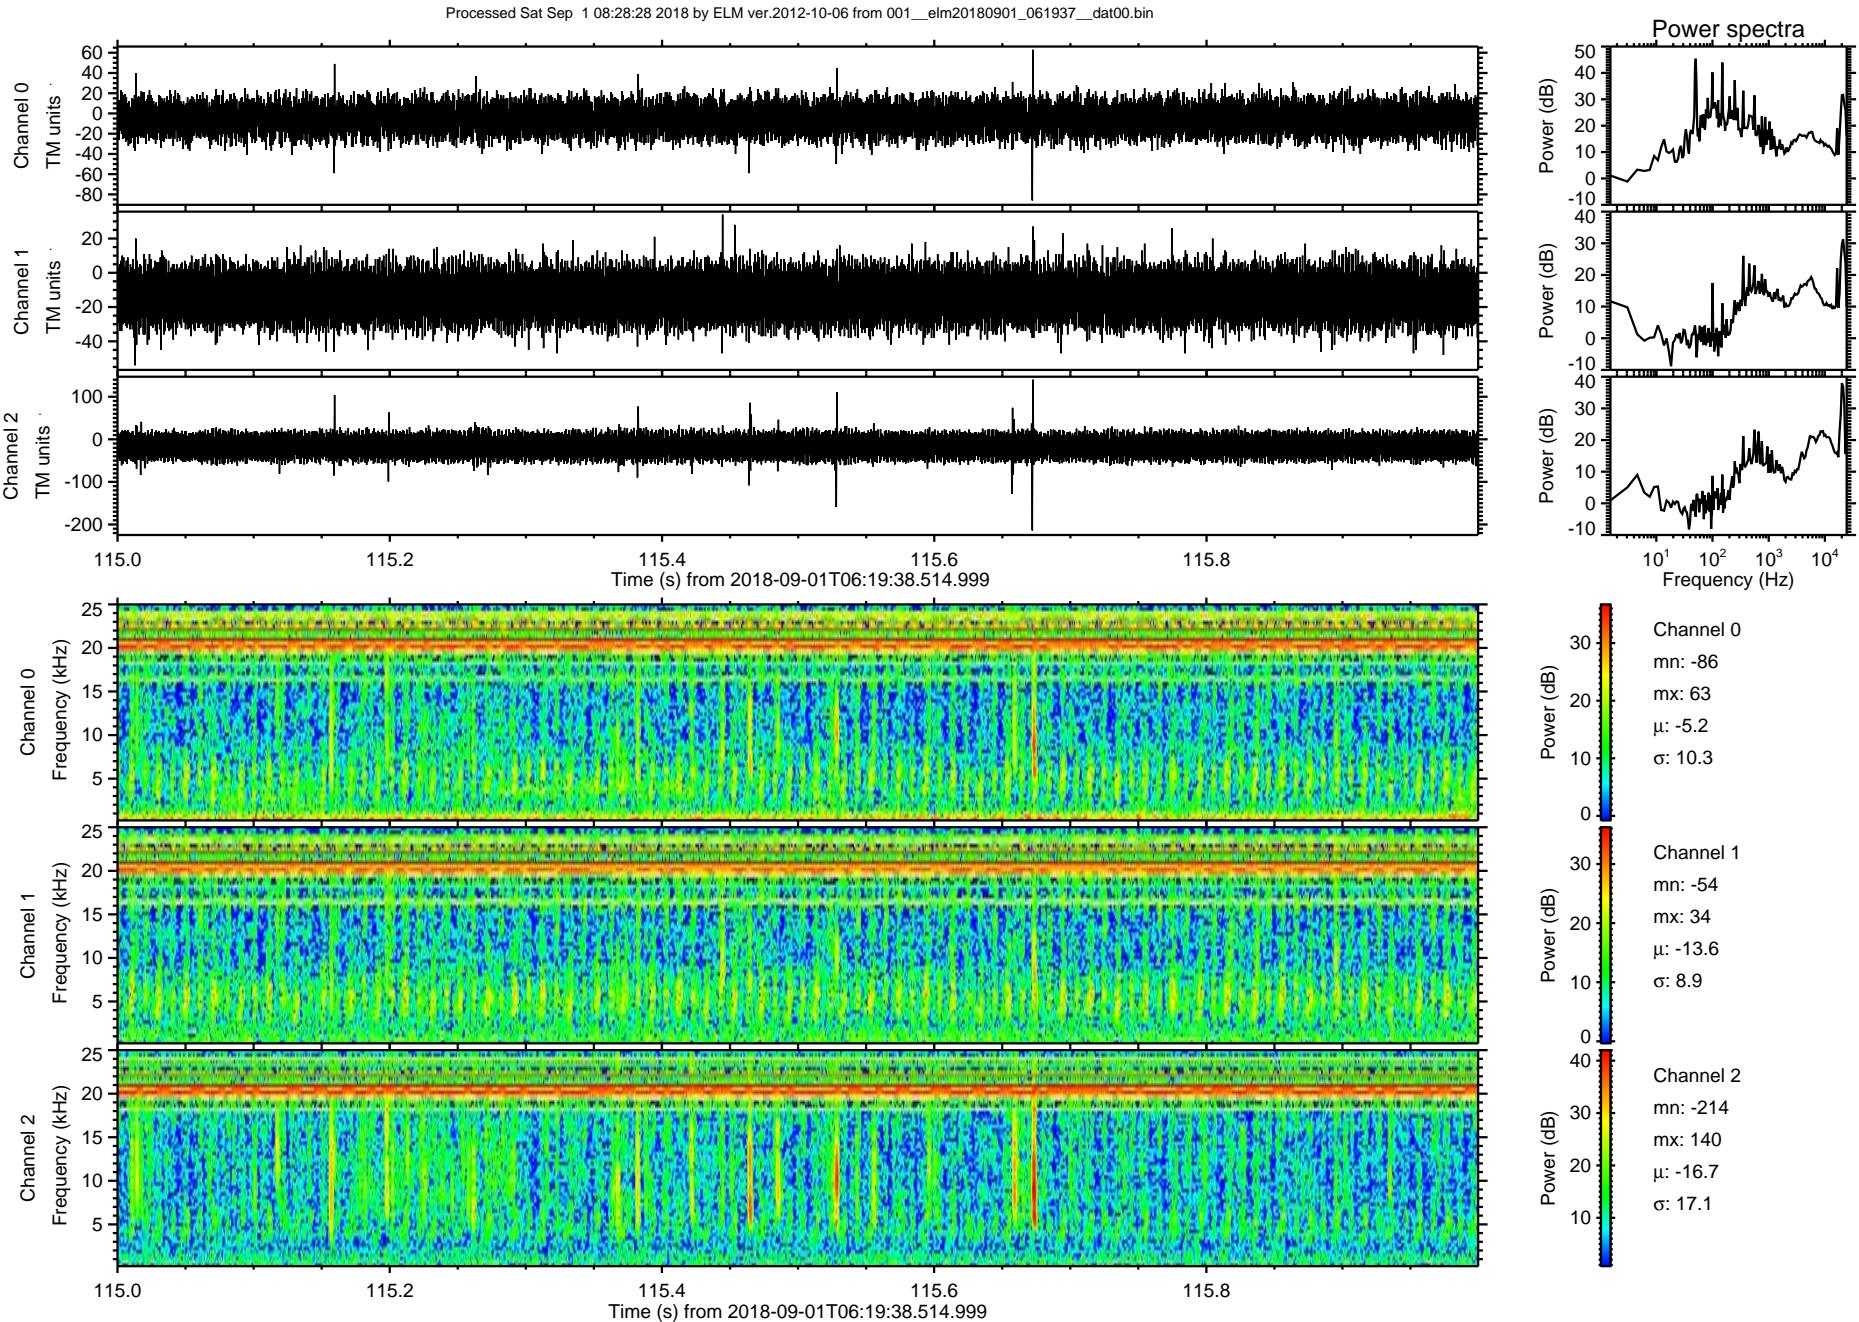 Processed Sat Sep  1 08:28:28 2018 by ELM ver.2012-10-06 from 001__elm20180901_061937__dat00.bin
Power spectra
Channel 0
TM units
60
40
20
0
-20
-40
-60
-80
Power (dB)
50
40
30
20
10
0
-10
Channel 1
TM units
20
0
-20
-40
Power (dB)
40
30
20
10
0
-10
Channel 2
TM units
100
0
-100
-200
Power (dB)
40
30
20
10
0
-10
115.0 115.2 115.4 115.6 115.8
Time (s) from 2018-09-01T06:19:38.514.999
10¹ 10² 10³ 10⁴
Frequency (Hz)
Channel 0
Frequency (kHz)
25
20
15
10
5
Power (dB)
30
20
10
0
Channel 0
mn: -86
mx: 63
μ: -5.2
σ: 10.3
Channel 1
Frequency (kHz)
25
20
15
10
5
Power (dB)
30
20
10
0
Channel 1
mn: -54
mx: 34
μ: -13.6
σ: 8.9
Channel 2
Frequency (kHz)
25
20
15
10
5
Power (dB)
40
30
20
10
Channel 2
mn: -214
mx: 140
μ: -16.7
σ: 17.1
115.0 115.2 115.4 115.6 115.8
Time (s) from 2018-09-01T06:19:38.514.999